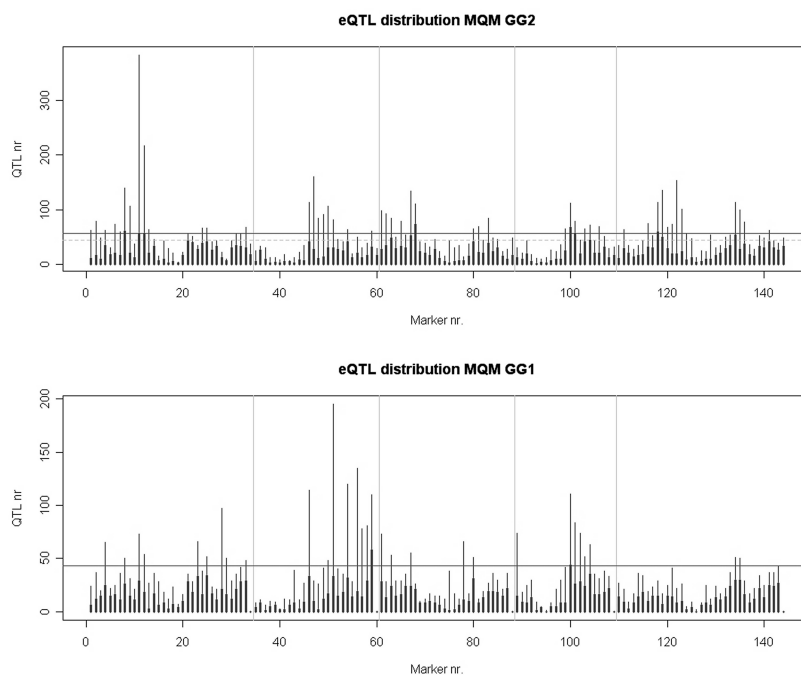 eQTL distribution MQM GG2
QTL nr
300
200
100
0
0 20 40 60 80 100 120 140
Marker nr.
eQTL distribution MQM GG1
QTL nr
200
150
100
50
0
0 20 40 60 80 100 120 140
Marker nr.